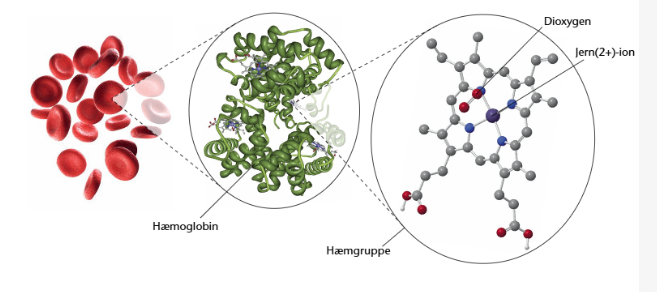 Dioxygen
Jern(2+)-ion
Hæmoglobin
Hæmgruppe